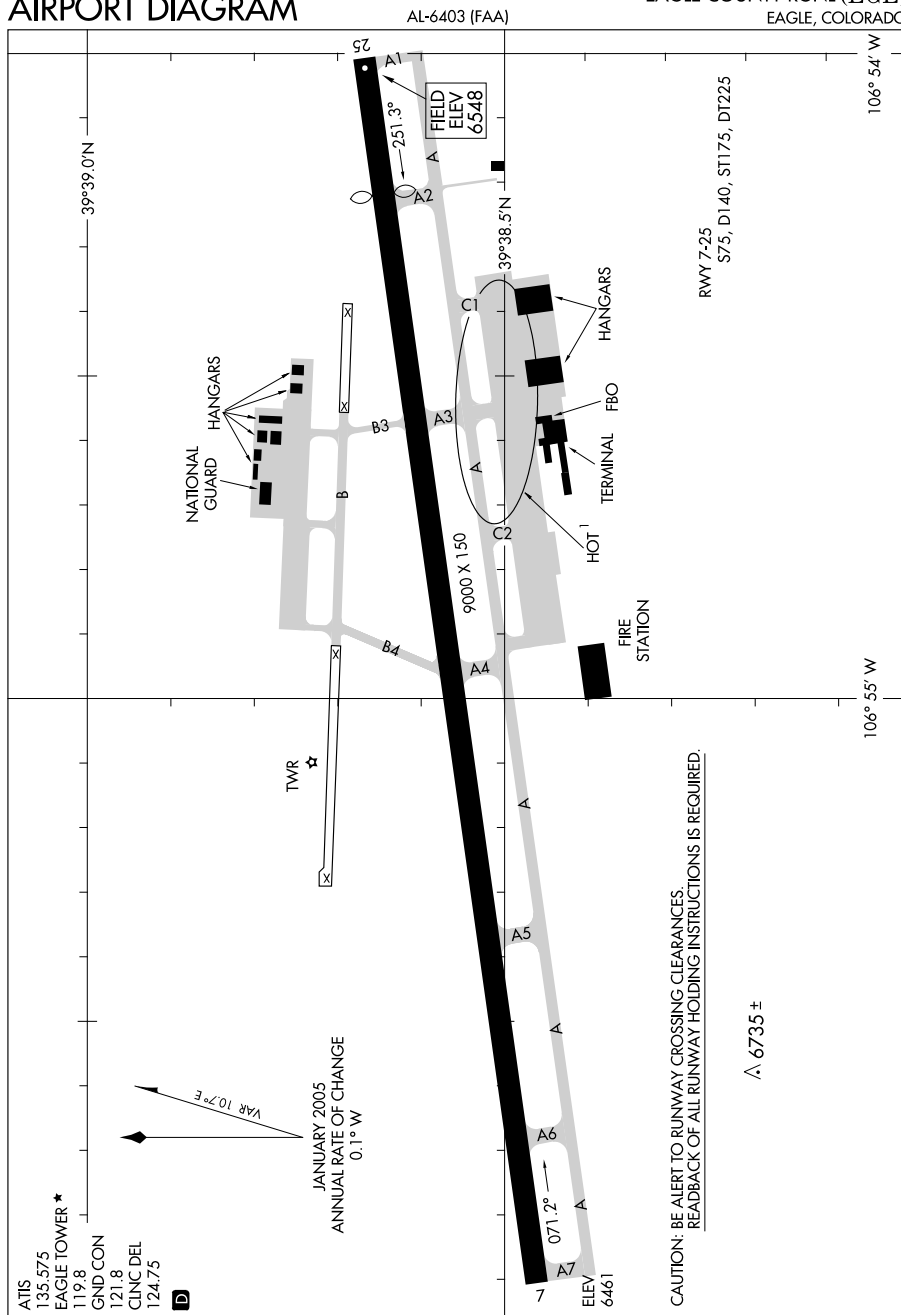 AIRPORT DIAGRAM
AL-6403 (FAA)
EAGLE, COLORADO
ATIS
135.575
EAGLE TOWER ★
119.8
GND CON
121.8
CLNC DEL
124.75
D
VAR 10.7° E
JANUARY 2005
ANNUAL RATE OF CHANGE
0.1° W
39°39.0'N
39°38.5'N
106° 54' W
106° 55' W
25
A1
FIELD
ELEV
6548
251.3°
A
A2
HANGARS
NATIONAL
GUARD
X
X
B3
B
B4
A3
A
C1
C2
9000 X 150
HANGARS
FBO
TERMINAL
HOT 1
FIRE
STATION
RWY 7-25
S75, D140, ST175, DT225
TWR
X
X
A4
A
A5
A
A6
071.2°
A
A7
7
ELEV
6461
CAUTION: BE ALERT TO RUNWAY CROSSING CLEARANCES.
READBACK OF ALL RUNWAY HOLDING INSTRUCTIONS IS REQUIRED.
6735 ±